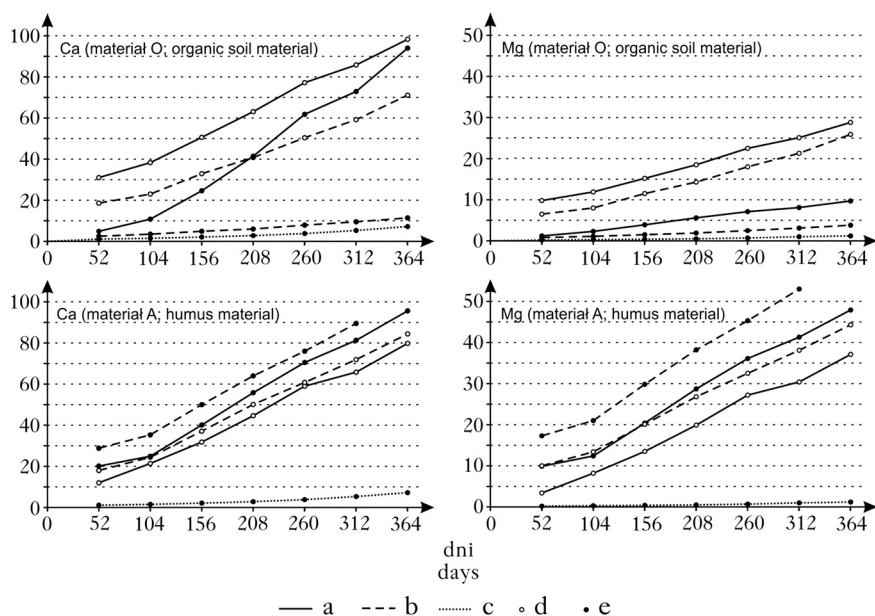 Ca (materiał O; organic soil material)
100
80
60
40
20
0
0 52 104 156 208 260 312 364
Mg (materiał O; organic soil material)
50
40
30
20
10
0
0 52 104 156 208 260 312 364
Ca (materiał A; humus material)
100
80
60
40
20
0
0 52 104 156 208 260 312 364
Mg (materiał A; humus material)
50
40
30
20
10
0
0 52 104 156 208 260 312 364
dni
days
a b c d e